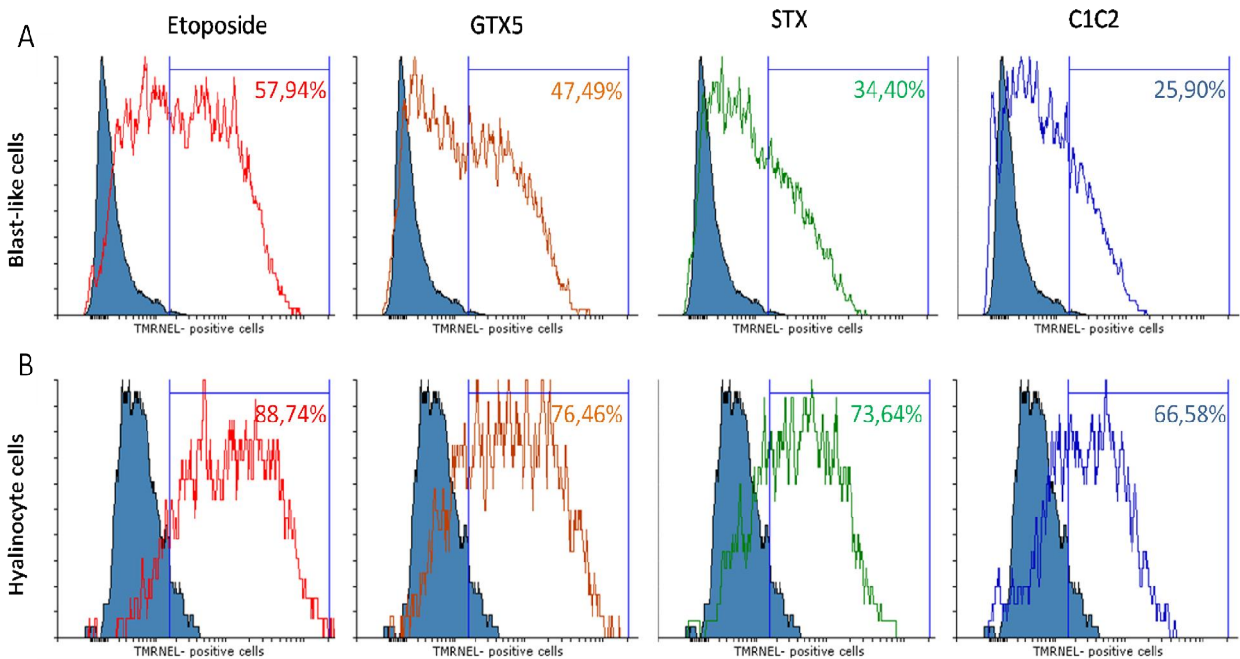 Etoposide GTX5 STX C1C2
A
Blast-like cells
57,94% 47,49% 34,40% 25,90%
TMRNEL- positive cells TMRNEL- positive cells TMRNEL- positive cells TMRNEL- positive cells
B
Hyalinocyte cells
88,74% 76,46% 73,64% 66,58%
TMRNEL- positive cells TMRNEL- positive cells TMRNEL- positive cells TMRNEL- positive cells